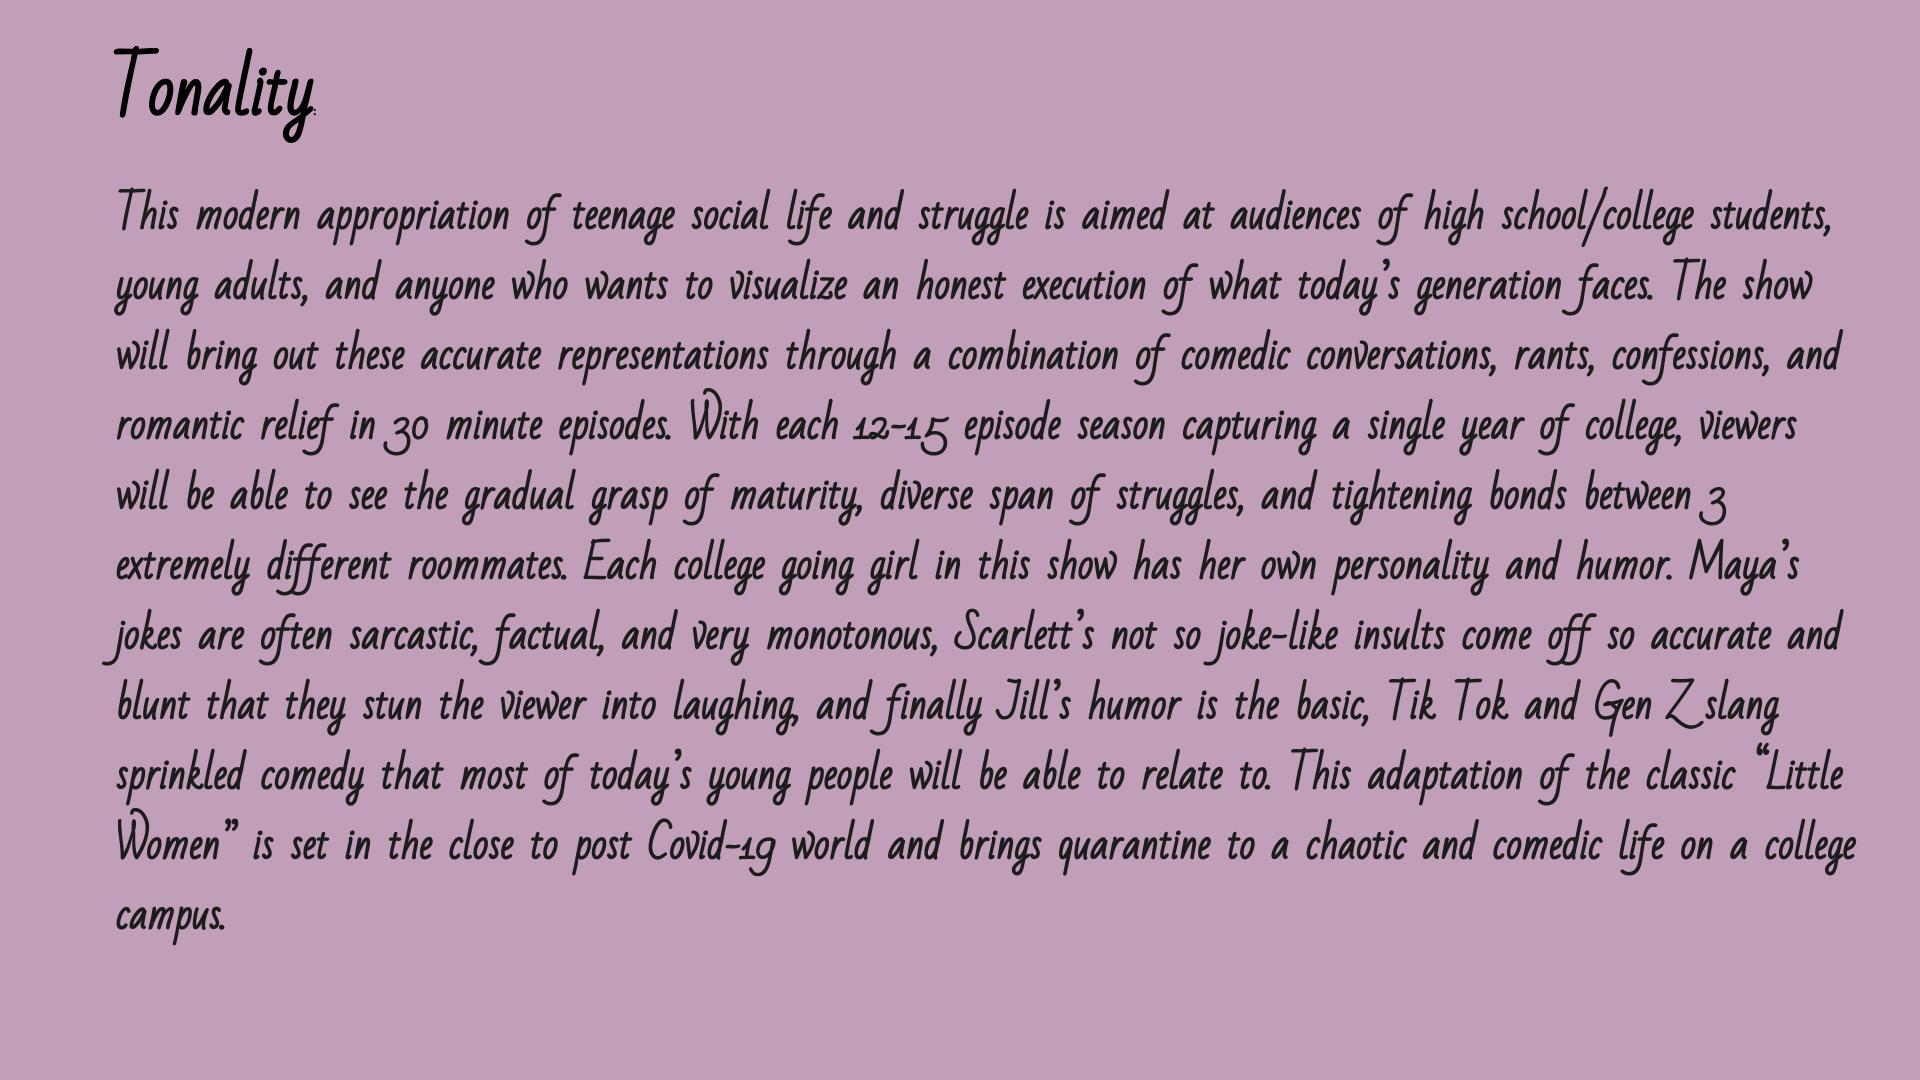 Tonality:
This modern appropriation of teenage social life and struggle is aimed at audiences of high school/college students,
young adults, and anyone who wants to visualize an honest execution of what today’s generation faces. The show
will bring out these accurate representations through a combination of comedic conversations, rants, confessions, and
romantic relief in 30 minute episodes. With each 12-15 episode season capturing a single year of college, viewers
will be able to see the gradual grasp of maturity, diverse span of struggles, and tightening bonds between 3
extremely different roommates. Each college going girl in this show has her own personality and humor. Maya’s
jokes are often sarcastic, factual, and very monotonous, Scarlett’s not so joke-like insults come off so accurate and
blunt that they stun the viewer into laughing, and finally Jill’s humor is the basic, Tik Tok and Gen Z slang
sprinkled comedy that most of today’s young people will be able to relate to. This adaptation of the classic “Little
Women” is set in the close to post Covid-19 world and brings quarantine to a chaotic and comedic life on a college
campus.